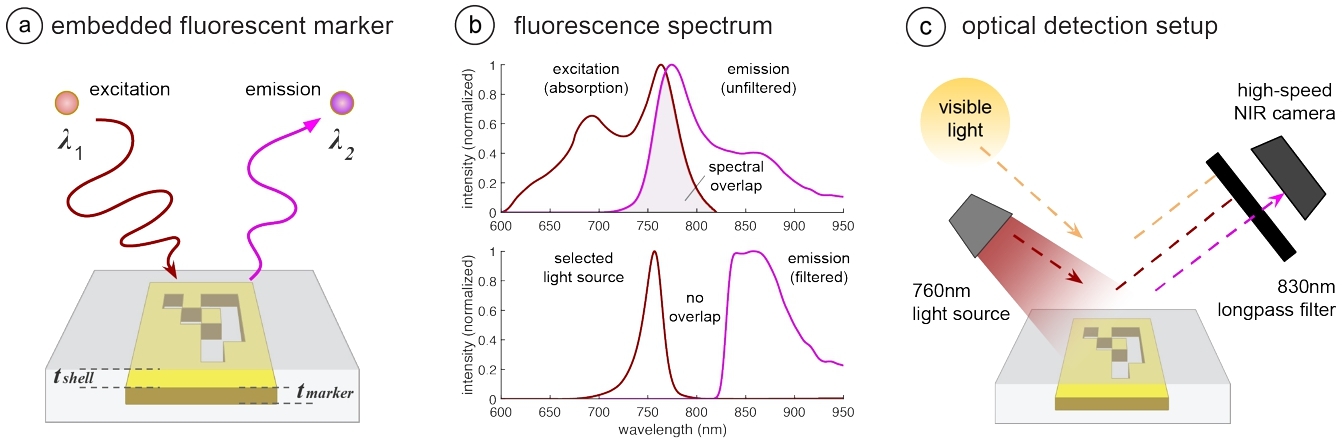 a embedded fluorescent marker
excitation
emission
λ1
λ2
tshell
tmarker
b fluorescence spectrum
excitation
(absorption)
emission
(unfiltered)
spectral
overlap
intensity (normalized)
1
0.8
0.6
0.4
0.2
0
600
650
700
750
800
850
900
950
selected
light source
no
overlap
emission
(filtered)
intensity (normalized)
1
0.8
0.6
0.4
0.2
0
600
650
700
750
800
850
900
950
wavelength (nm)
c optical detection setup
visible
light
high-speed
NIR camera
760nm
light source
830nm
longpass filter